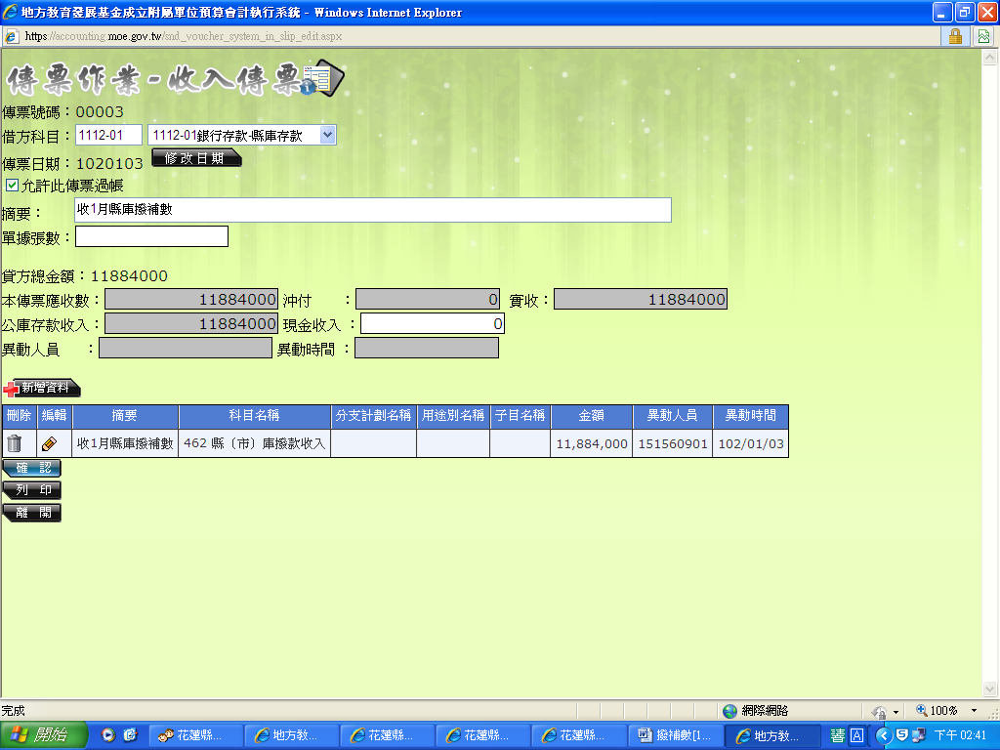 地方教育發展基金成立附屬單位預算會計執行系統 - Windows Internet Explorer
https://accounting.moe.gov.tw/snd_voucher_system_in_slip_edit.aspx
傳票作業-收入傳票
傳票號碼：00003
借方科目：1112-01 1112-01銀行存款-縣庫存款
傳票日期：1020103 修改日期
允許此傳票過帳
摘要： 收1月縣庫撥補數
單據張數：
貸方總金額：11884000
本傳票應收數：11884000 沖付 ：0 實收：11884000
公庫存款收入：11884000 現金收入 ：0
異動人員 ： 異動時間 ：
新增資料
刪除 編輯 摘要 科目名稱 分支計劃名稱 用途別名稱 子目名稱 金額 異動人員 異動時間
收1月縣庫撥補數 462 縣〔市〕庫撥款收入 11,884,000 151560901 102/01/03
確 認
列 印
離 開
完成 網際網路 100%
開始 花蓮縣... 地方教... 花蓮縣... 花蓮縣... 花蓮縣... 撥補數[1... 地方教... A 下午 02:41